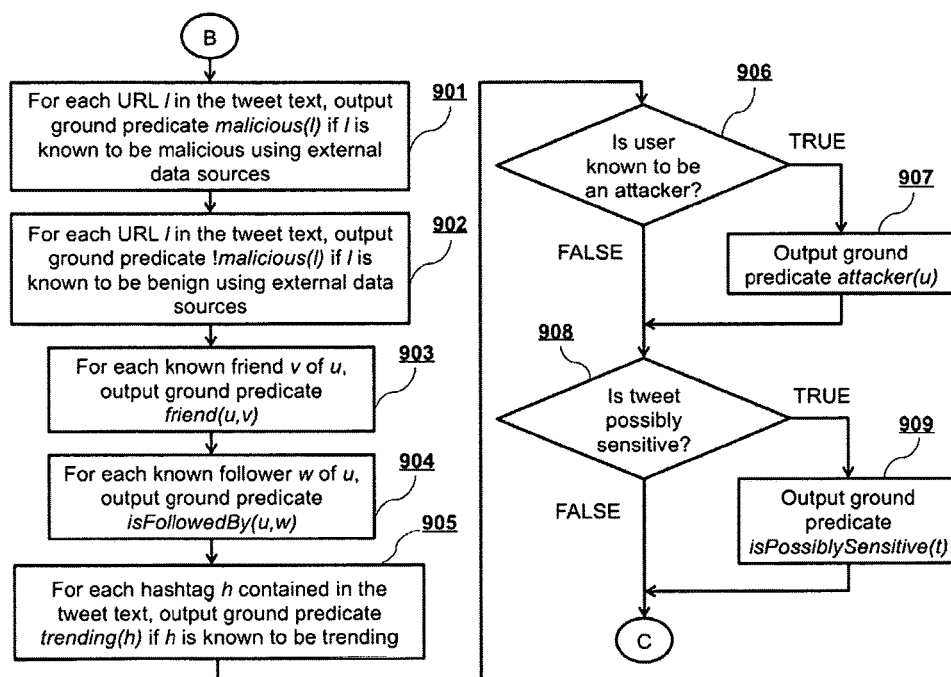 B
901
For each URL l in the tweet text, output
ground predicate malicious(l) if l is
known to be malicious using external
data sources
902
For each URL l in the tweet text, output
ground predicate !malicious(l) if l is
known to be benign using external data
sources
903
For each known friend v of u,
output ground predicate
friend(u,v)
904
For each known follower w of u,
output ground predicate
isFollowedBy(u,w)
905
For each hashtag h contained in the
tweet text, output ground predicate
trending(h) if h is known to be trending
906
Is user
known to be
an attacker?
TRUE
907
FALSE
Output ground
predicate attacker(u)
908
Is tweet
possibly
sensitive?
TRUE
909
FALSE
Output ground
predicate
isPossiblySensitive(t)
C